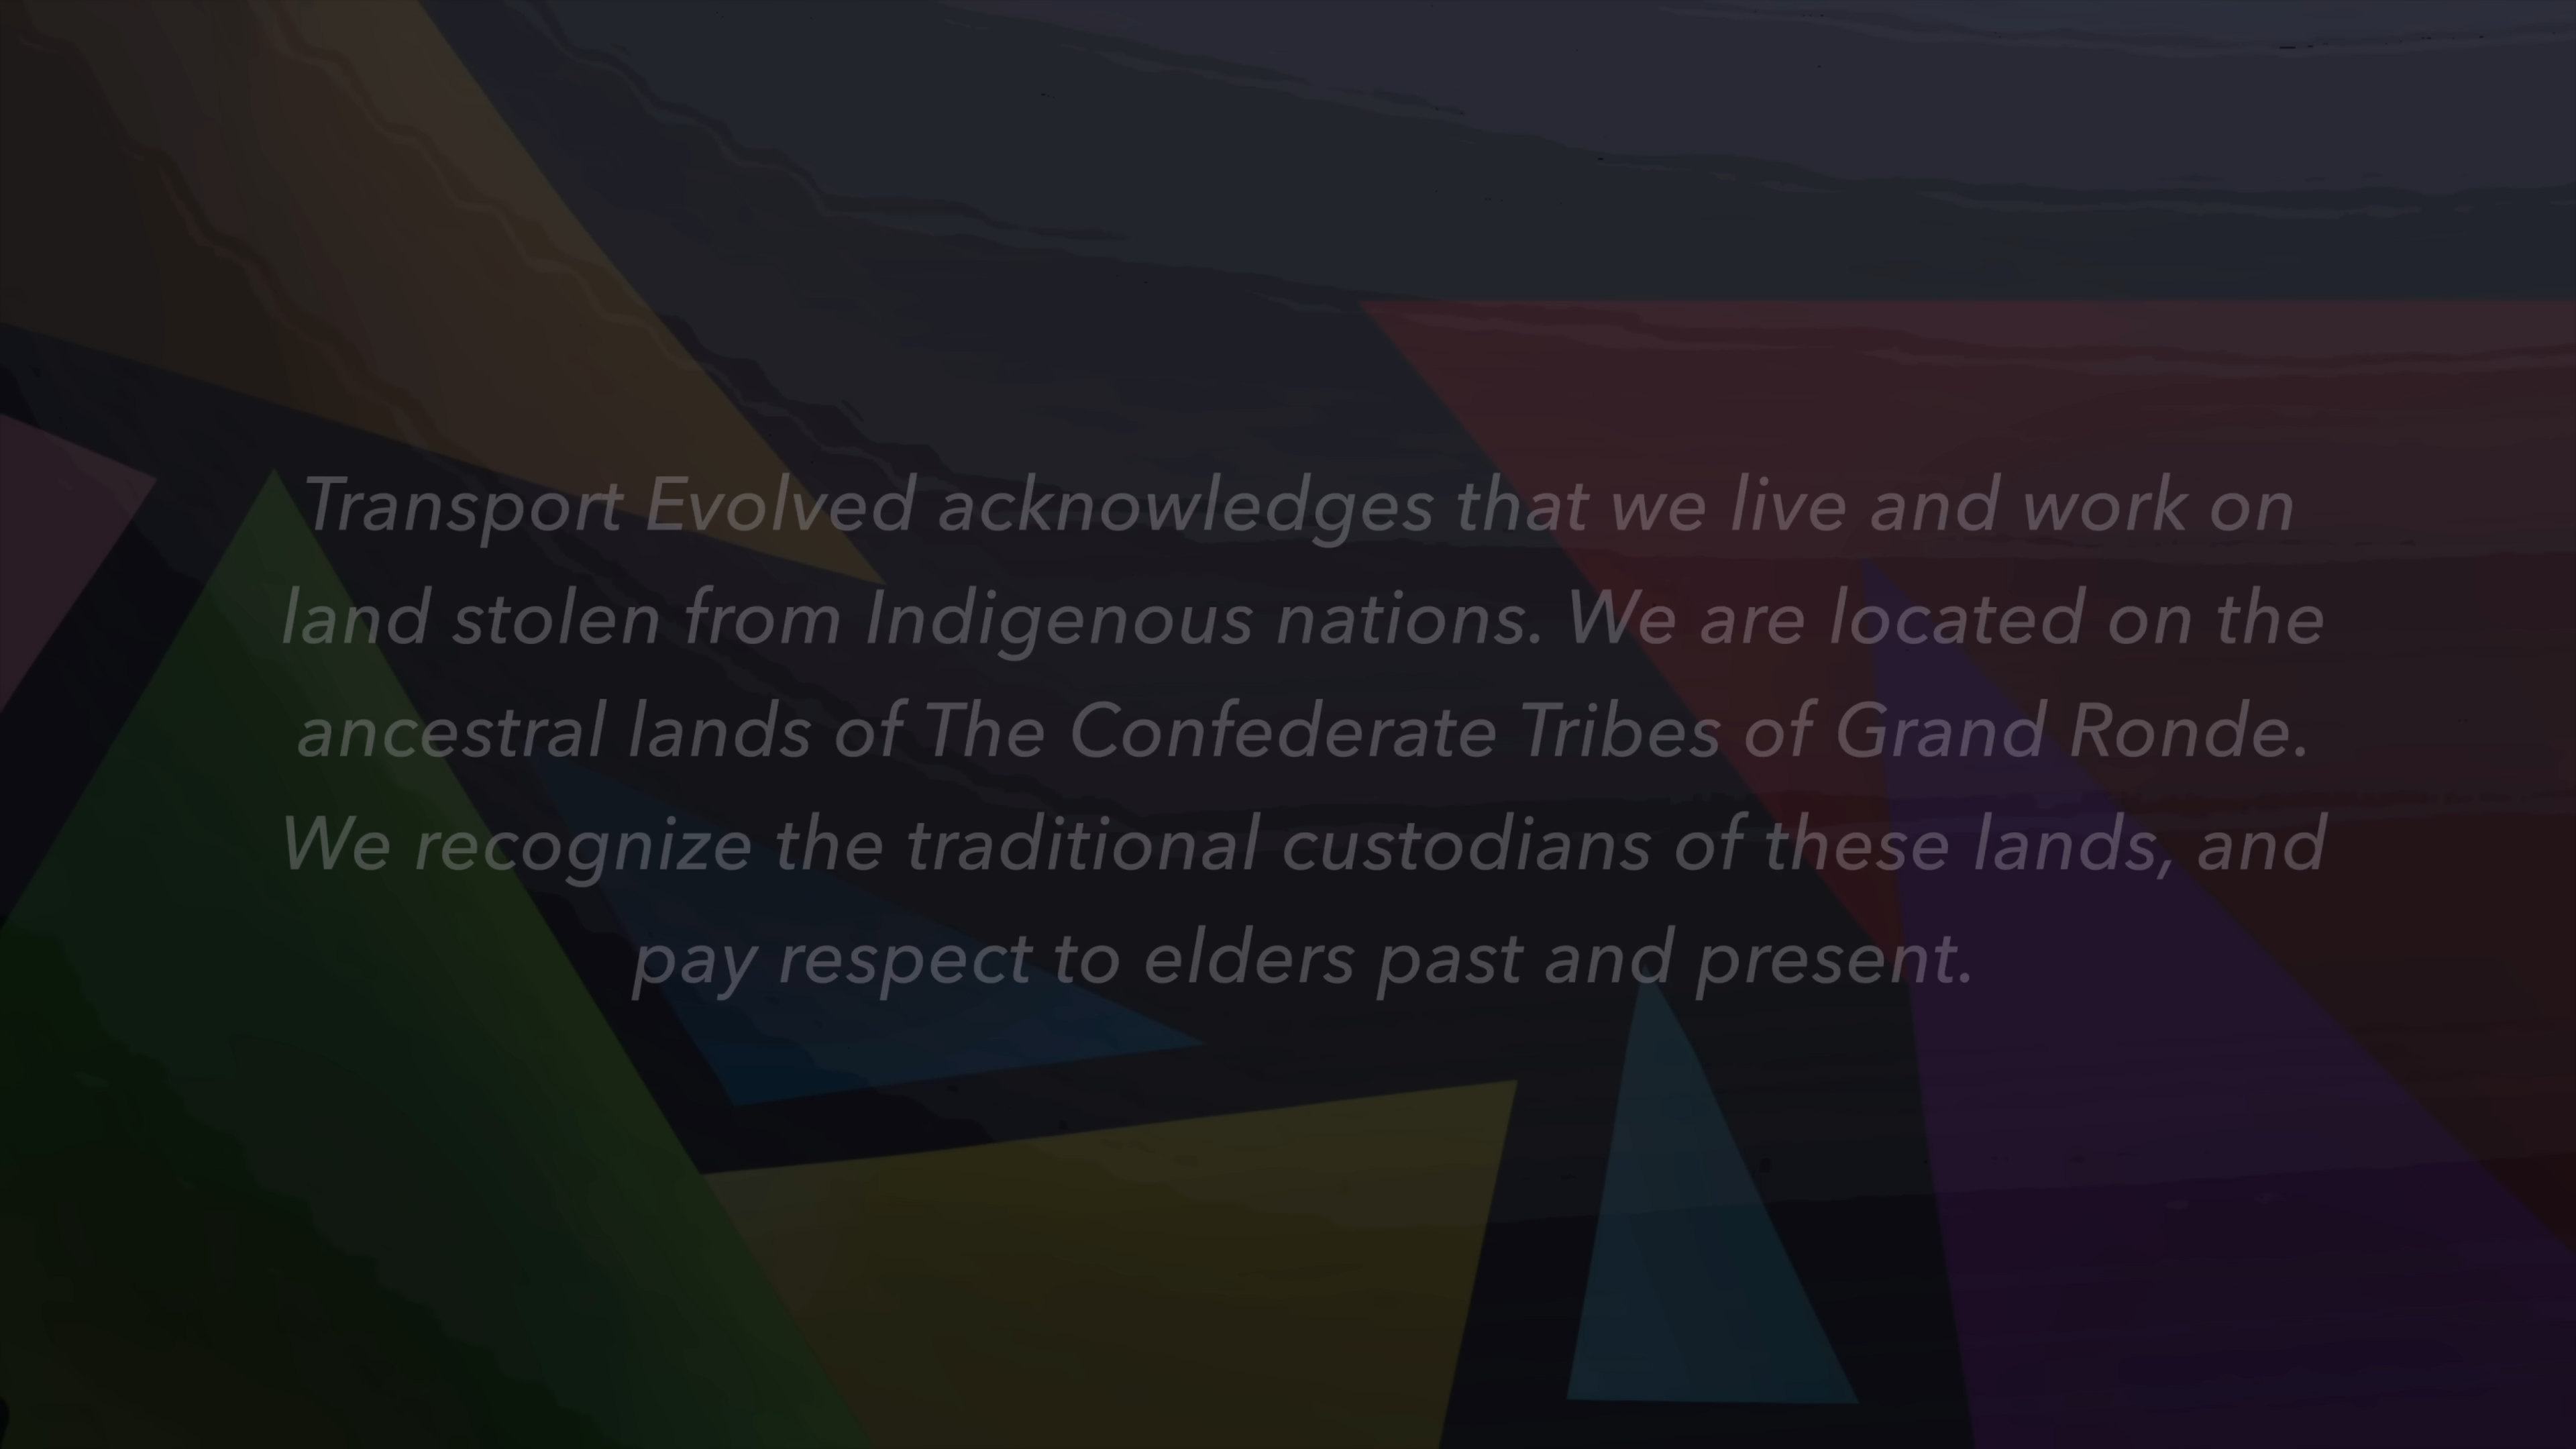 Transport Evolved acknowledges that we live and work on
land stolen from Indigenous nations. We are located on the
ancestral lands of The Confederate Tribes of Grand Ronde.
We recognize the traditional custodians of these lands, and
pay respect to elders past and present.